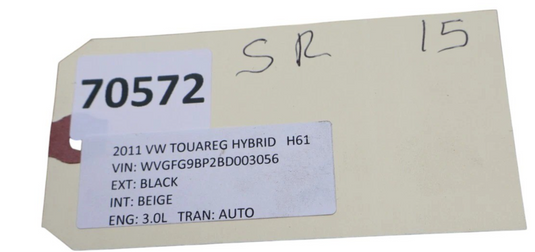 SR 15
70572
2011 VW TOUAREG HYBRID H61
VIN: WVGFG9BP2BD003056
EXT: BLACK
INT: BEIGE
ENG: 3.0L TRAN: AUTO